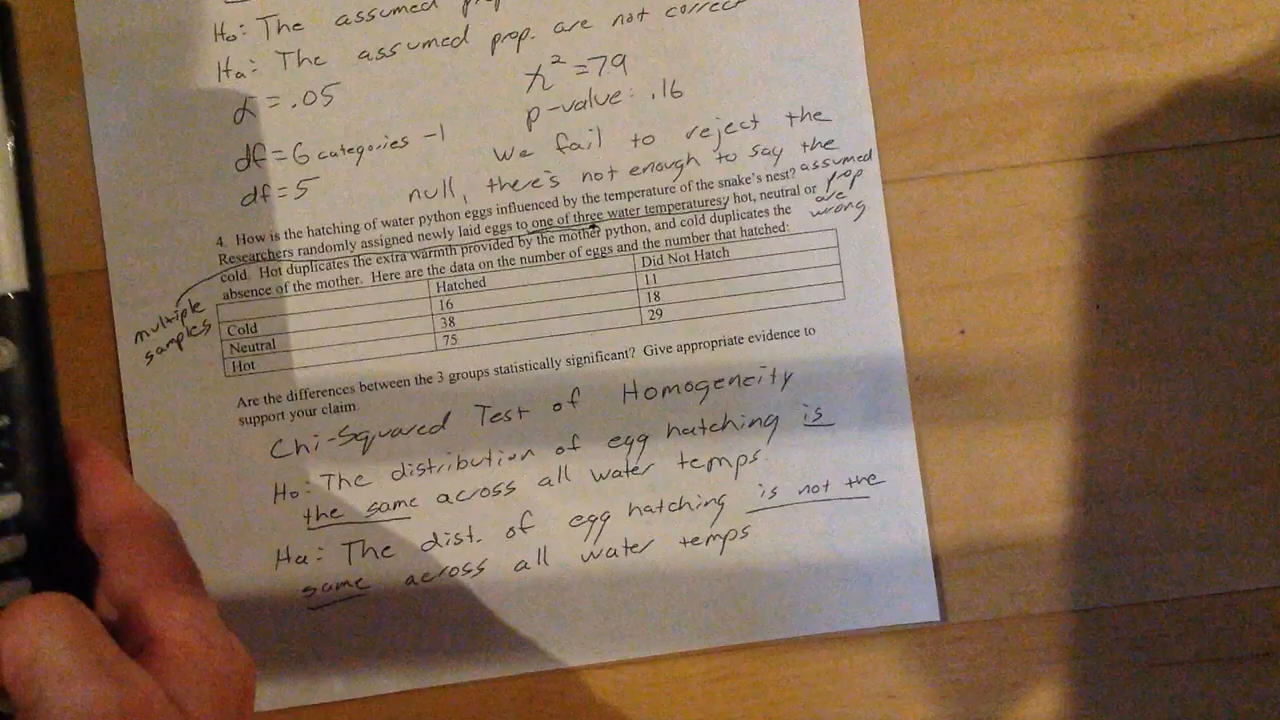 Ho: The assumed
Ha: The assumed prop. are not correct
α = .05
χ² = 7.9
p-value: .16
df = 6 categories -1
df = 5
We fail to reject the
null, there's not enough to say the
assumed
prop
are
wrong
4. How is the hatching of water python eggs influenced by the temperature of the snake's nest?
Researchers randomly assigned newly laid eggs to one of three water temperatures; hot, neutral or
cold. Hot duplicates the extra warmth provided by the mother python, and cold duplicates the
absence of the mother. Here are the data on the number of eggs and the number that hatched:
multiple
samples
Hatched Did Not Hatch
Cold 16 11
Neutral 38 18
Hot 75 29
Are the differences between the 3 groups statistically significant? Give appropriate evidence to
support your claim.
Chi-Squared Test of Homogeneity
Ho: The distribution of egg hatching is
the same across all water temps.
Ha: The dist. of egg hatching is not the
same across all water temps